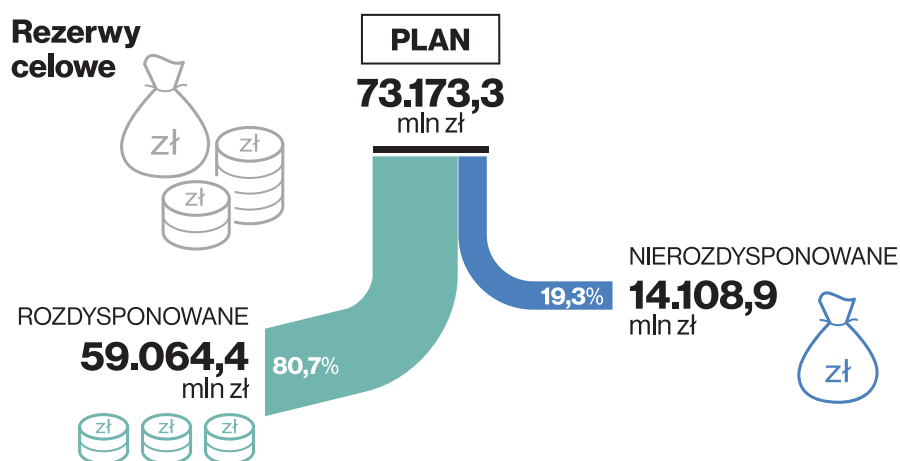 Rezerwy
celowe
zł
zł
zł
PLAN
73.173,3
mln zł
NIEROZDYSPONOWANE
19,3%
14.108,9
mln zł
zł
ROZDYSPONOWANE
59.064,4
mln zł
80,7%
zł
zł
zł